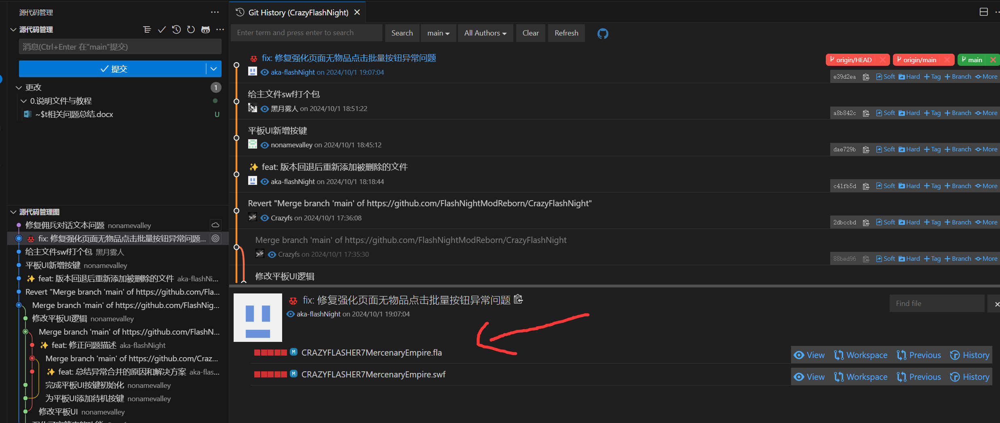 源代码管理
源代码管理
消息(Ctrl+Enter 在“main”提交)
提交
更改
1
0.说明文件与教程
~$t相关问题总结.docx
U
源代码管理图
修复佣兵对话文本问题 nonamevalley
fix: 修复强化页面无物品点击批量按钮异常问题...
给主文件swf打个包 黑月雾人
平板UI新增按键 nonamevalley
feat: 版本回退后重新添加被删除的文件 aka-flashNi...
Revert "Merge branch 'main' of https://github.com/Fla...
Merge branch 'main' of https://github.com/FlashNig...
修改平板UI逻辑 nonamevalley
Merge branch 'main' of https://github.com/FlashN...
feat: 修正问题描述 aka-flashNight
Merge branch 'main' of https://github.com/Craz...
feat: 总结异常合并的原因和解决方案 aka-flas...
完成平板UI按键初始化 nonamevalley
为平板UI添加待机按键 nonamevalley
修改平板UI nonamevalley
Git History (CrazyFlashNight)
Enter term and press enter to search
Search
main
All Authors
Clear
Refresh
fix: 修复强化页面无物品点击批量按钮异常问题
origin/HEAD
origin/main
main
aka-flashNight on 2024/10/1 19:07:04
e39d2ea Soft Hard Tag Branch More
给主文件swf打个包
黑月雾人 on 2024/10/1 18:51:22
a8b842c Soft Hard Tag Branch More
平板UI新增按键
nonamevalley on 2024/10/1 18:45:12
dae729b Soft Hard Tag Branch More
feat: 版本回退后重新添加被删除的文件
aka-flashNight on 2024/10/1 18:18:44
c41fb5d Soft Hard Tag Branch More
Revert "Merge branch 'main' of https://github.com/FlashNightModReborn/CrazyFlashNight"
Crazyfs on 2024/10/1 17:36:08
2dbccbd Soft Hard Tag Branch More
Merge branch 'main' of https://github.com/FlashNightModReborn/CrazyFlashNight
Crazyfs on 2024/10/1 17:35:30
88bed96 Soft Hard Tag Branch More
修改平板UI逻辑
fix: 修复强化页面无物品点击批量按钮异常问题
Find file
aka-flashNight on 2024/10/1 19:07:04
M CRAZYFLASHER7MercenaryEmpire.fla
View Workspace Previous History
M CRAZYFLASHER7MercenaryEmpire.swf
View Workspace Previous History